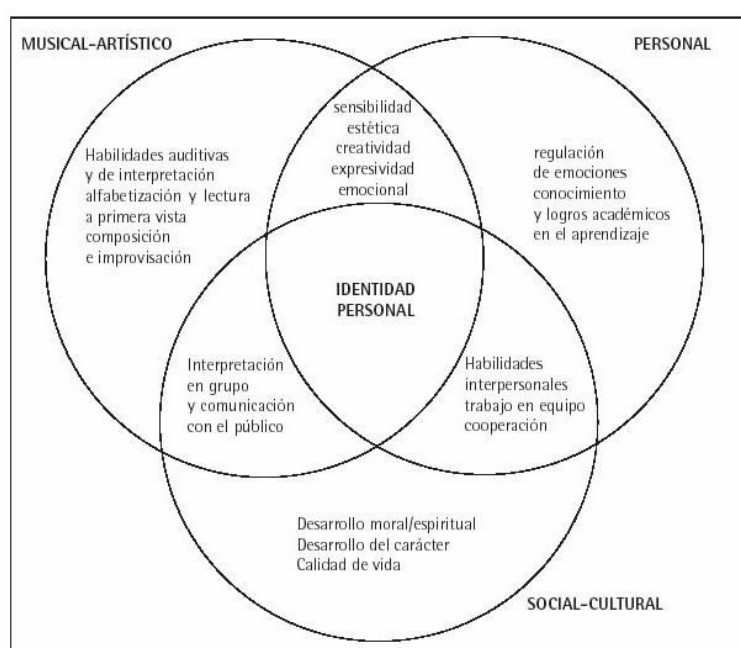 MUSICAL-ARTÍSTICO
PERSONAL
sensibilidad
estética
creatividad
expresividad
emocional
Habilidades auditivas
y de interpretación
alfabetización y lectura
a primera vista
composición
e improvisación
regulación
de emociones
conocimiento
y logros académicos
en el aprendizaje
IDENTIDAD
PERSONAL
Interpretación
en grupo
y comunicación
con el público
Habilidades
interpersonales
trabajo en equipo
cooperación
Desarrollo moral/espiritual
Desarrollo del carácter
Calidad de vida
SOCIAL-CULTURAL